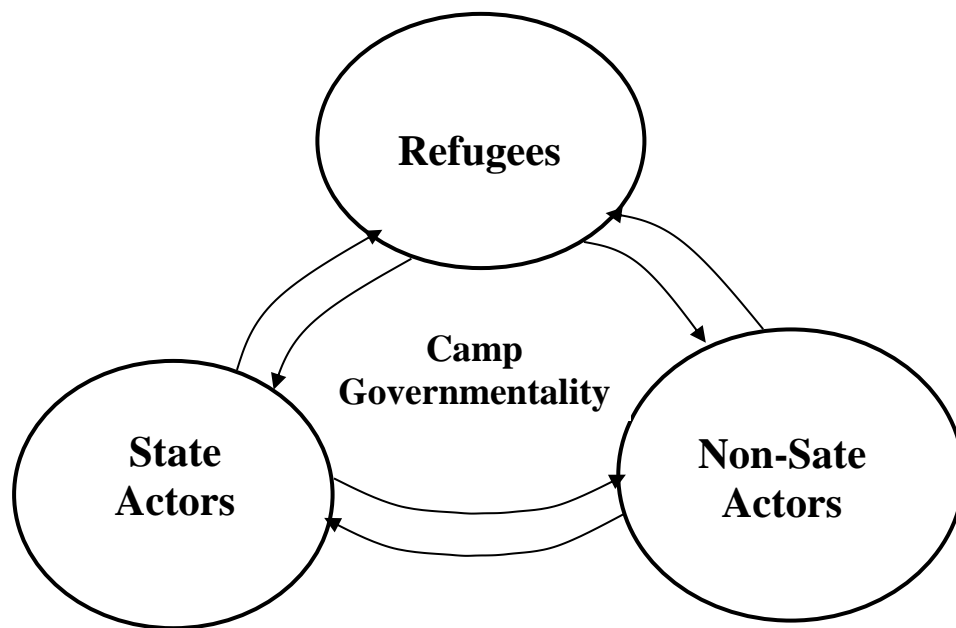 Refugees
Camp
Governmentality
State
Actors
Non-Sate
Actors